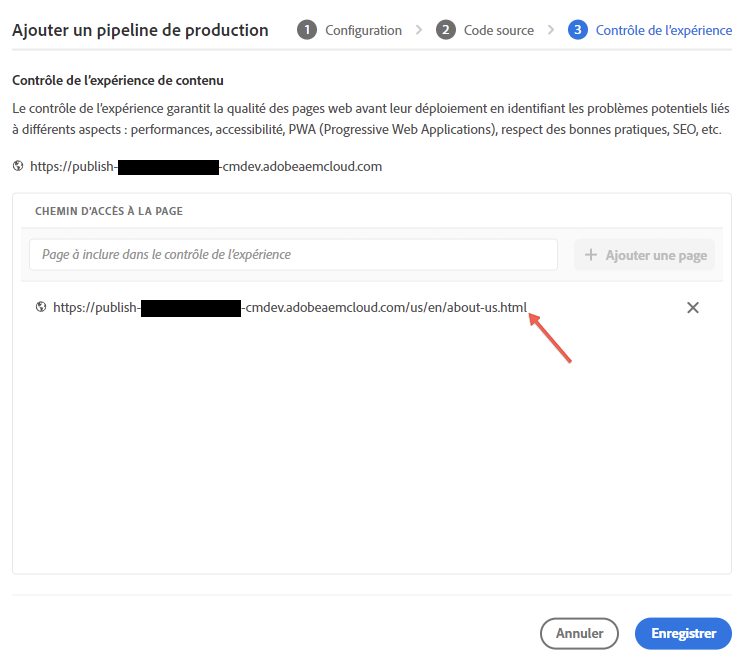 Ajouter un pipeline de production 1 Configuration 2 Code source 3 Contrôle de l'expérience
Contrôle de l'expérience de contenu
Le contrôle de l'expérience garantit la qualité des pages web avant leur déploiement en identifiant les problèmes potentiels liés
à différents aspects : performances, accessibilité, PWA (Progressive Web Applications), respect des bonnes pratiques, SEO, etc.
https://publish- -cmdev.adobeaemcloud.com
CHEMIN D'ACCÈS À LA PAGE
Page à inclure dans le contrôle de l'expérience + Ajouter une page
https://publish- -cmdev.adobeaemcloud.com/us/en/about-us.html
Annuler Enregistrer